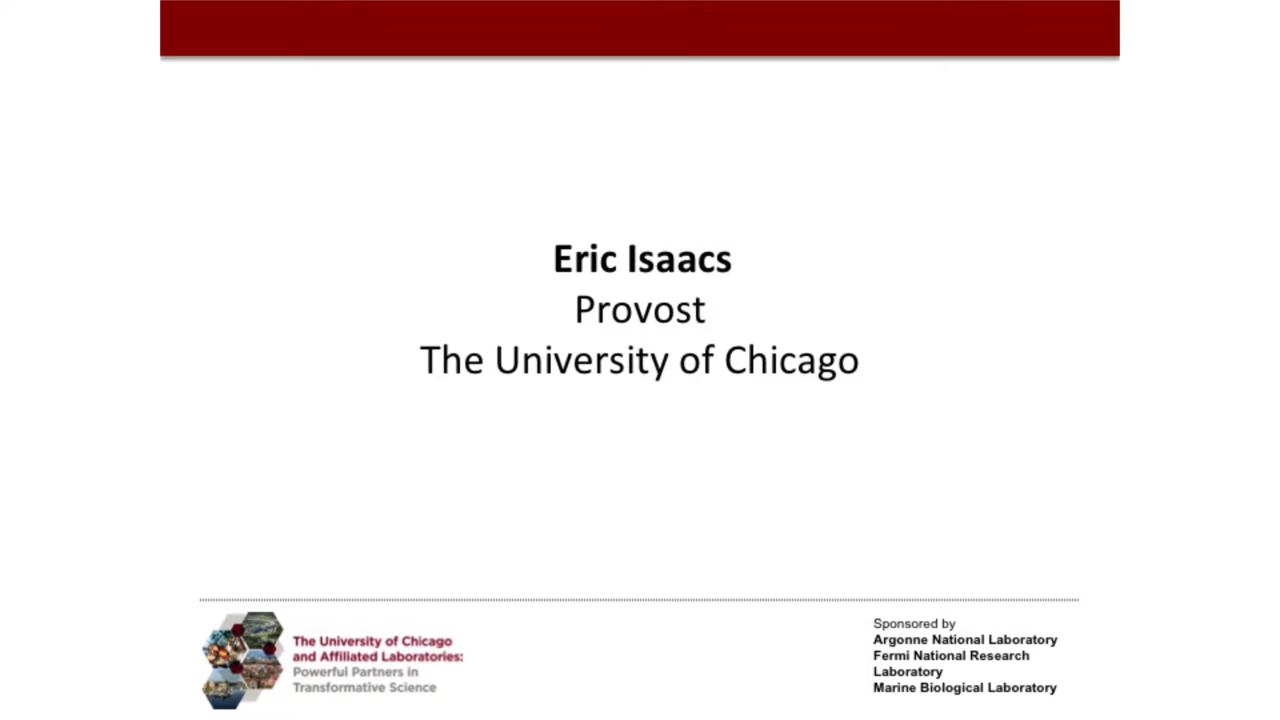 Eric Isaacs
Provost
The University of Chicago
The University of Chicago
and Affiliated Laboratories:
Powerful Partners in
Transformative Science
Sponsored by
Argonne National Laboratory
Fermi National Research
Laboratory
Marine Biological Laboratory